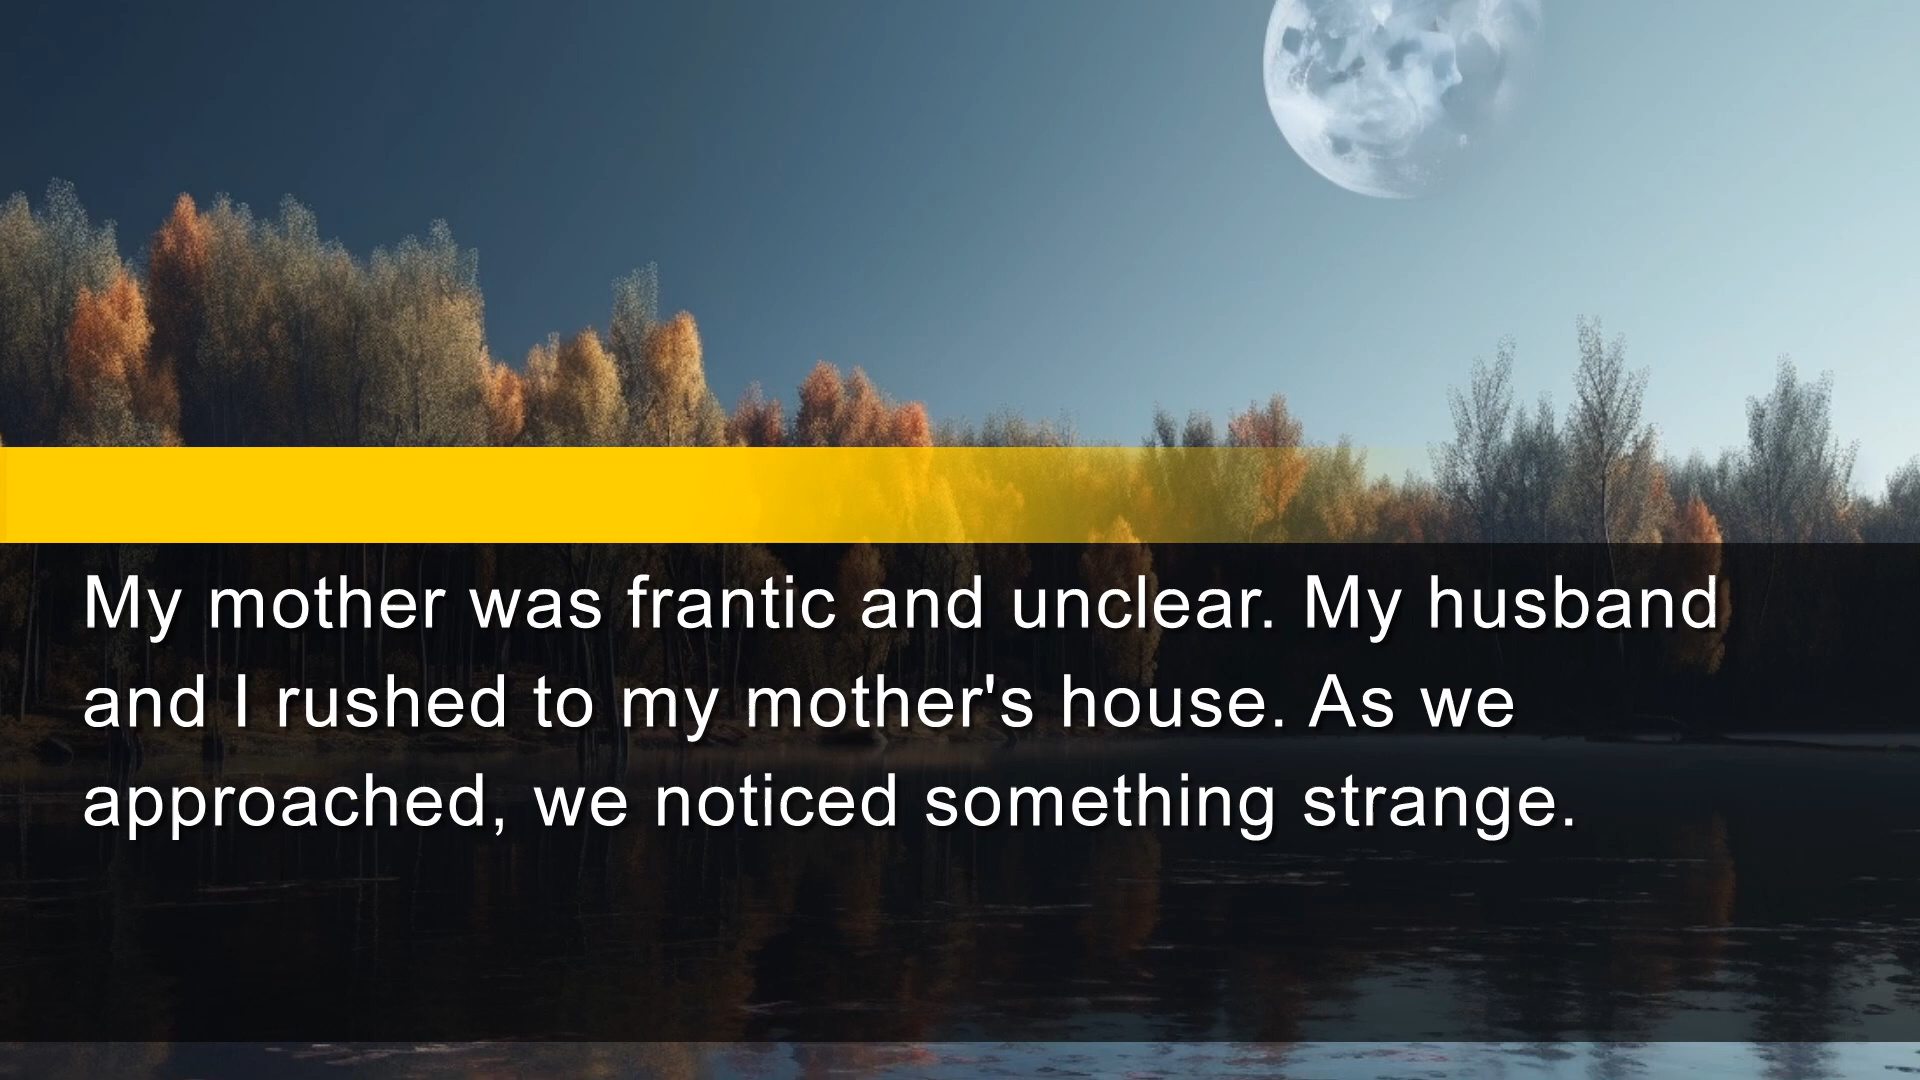 My mother was frantic and unclear. My husband
and I rushed to my mother's house. As we
approached, we noticed something strange.